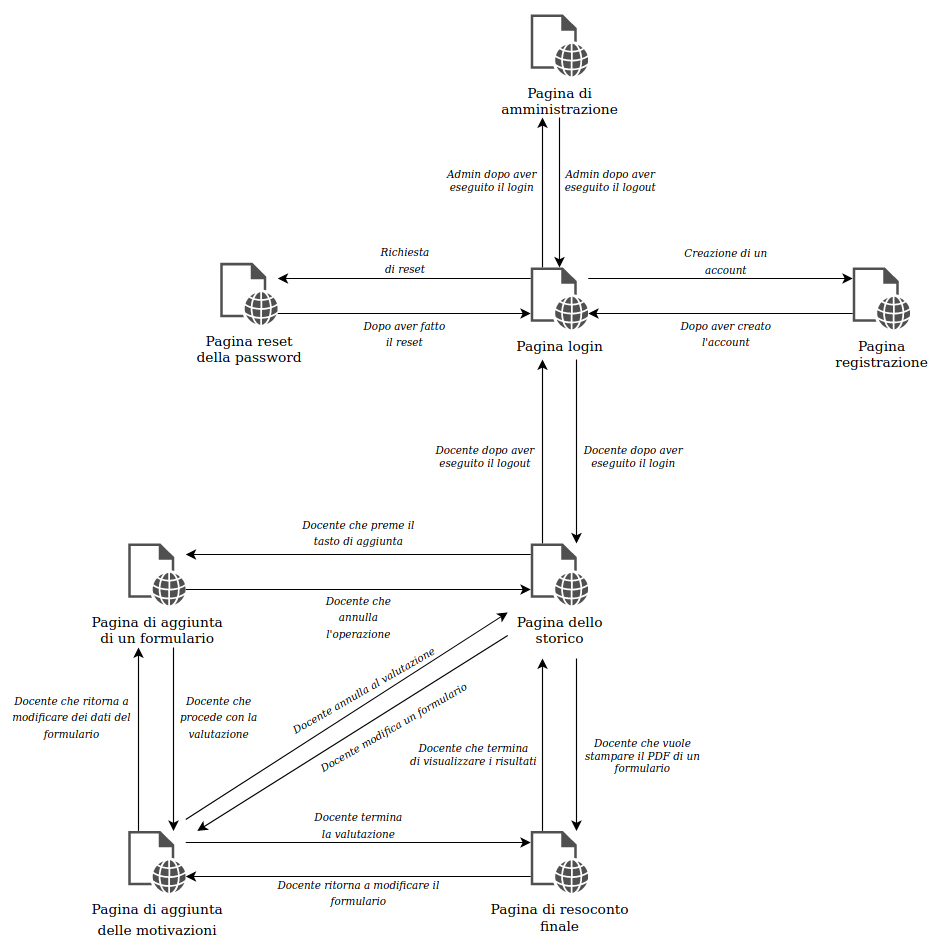 Pagina di
amministrazione
Admin dopo aver
eseguito il login
Admin dopo aver
eseguito il logout
Richiesta
di reset
Creazione di un
account
Dopo aver fatto
il reset
Dopo aver creato
l'account
Pagina reset
della password
Pagina login
Pagina
registrazione
Docente dopo aver
eseguito il logout
Docente dopo aver
eseguito il login
Docente che preme il
tasto di aggiunta
Docente che
annulla
l'operazione
Pagina di aggiunta
di un formulario
Pagina dello
storico
Docente annulla al valutazione
Docente modifica un formulario
Docente che ritorna a
modificare dei dati del
formulario
Docente che
procede con la
valutazione
Docente che termina
di visualizzare i risultati
Docente che vuole
stampare il PDF di un
formulario
Docente termina
la valutazione
Docente ritorna a modificare il
formulario
Pagina di aggiunta
delle motivazioni
Pagina di resoconto
finale